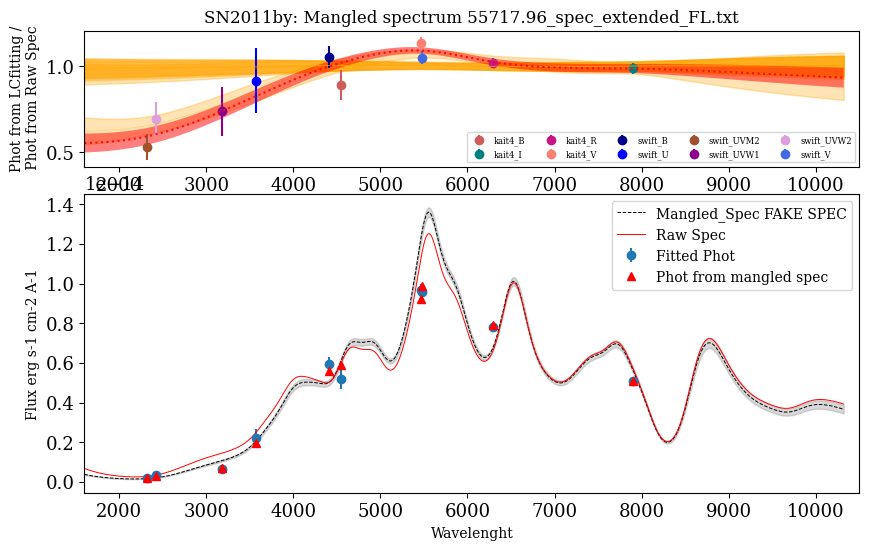 SN2011by: Mangled spectrum 55717.96_spec_extended_FL.txt
Phot from LCfitting /
Phot from Raw Spec
1.0
0.5
kait4_B kait4_R swift_B swift_UVM2 swift_UVW2
kait4_I kait4_V swift_U swift_UVW1 swift_V
2000 3000 4000 5000 6000 7000 8000 9000 10000
1e−14
Flux erg s-1 cm-2 A-1
1.4
1.2
1.0
0.8
0.6
0.4
0.2
0.0
Mangled_Spec FAKE SPEC
Raw Spec
Fitted Phot
Phot from mangled spec
2000 3000 4000 5000 6000 7000 8000 9000 10000
Wavelenght